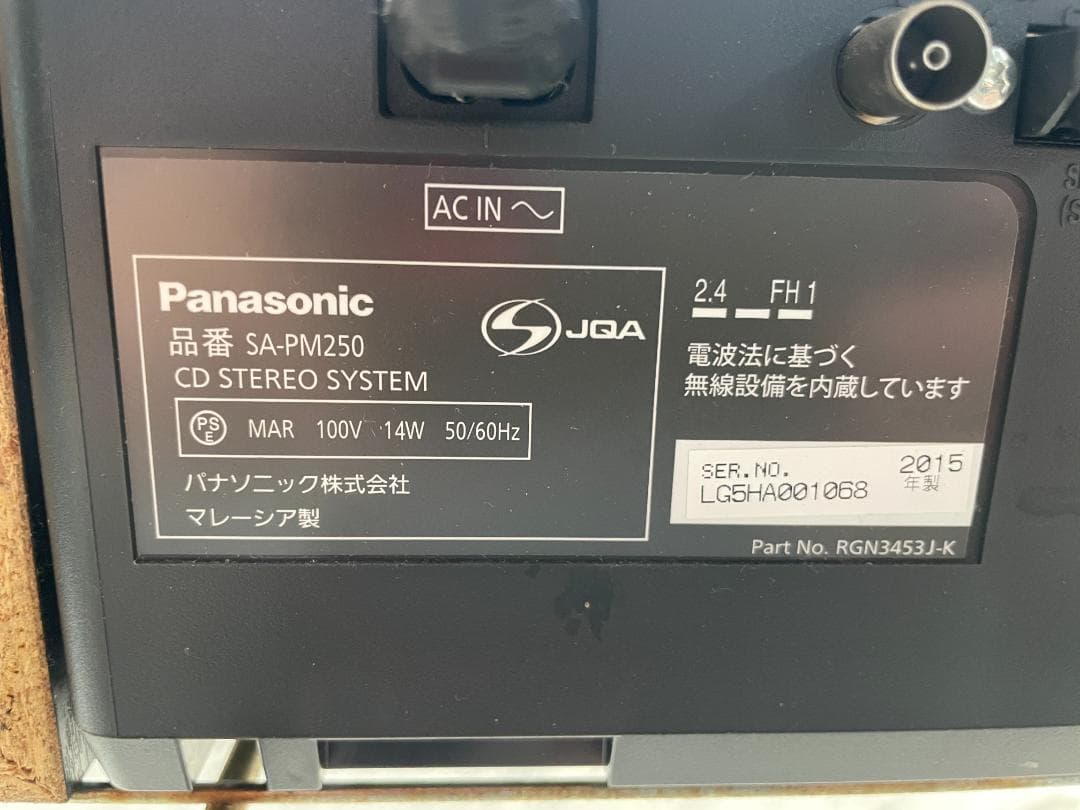 AC IN
Panasonic
JQA
品番 SA-PM250
CD STEREO SYSTEM
PS E MAR 100V 14W 50/60Hz
パナソニック株式会社
マレーシア製
2.4 FH 1
電波法に基づく
無線設備を内蔵しています
SER.NO. 2015
LG5HA001068 年製
Part No. RGN3453J-K